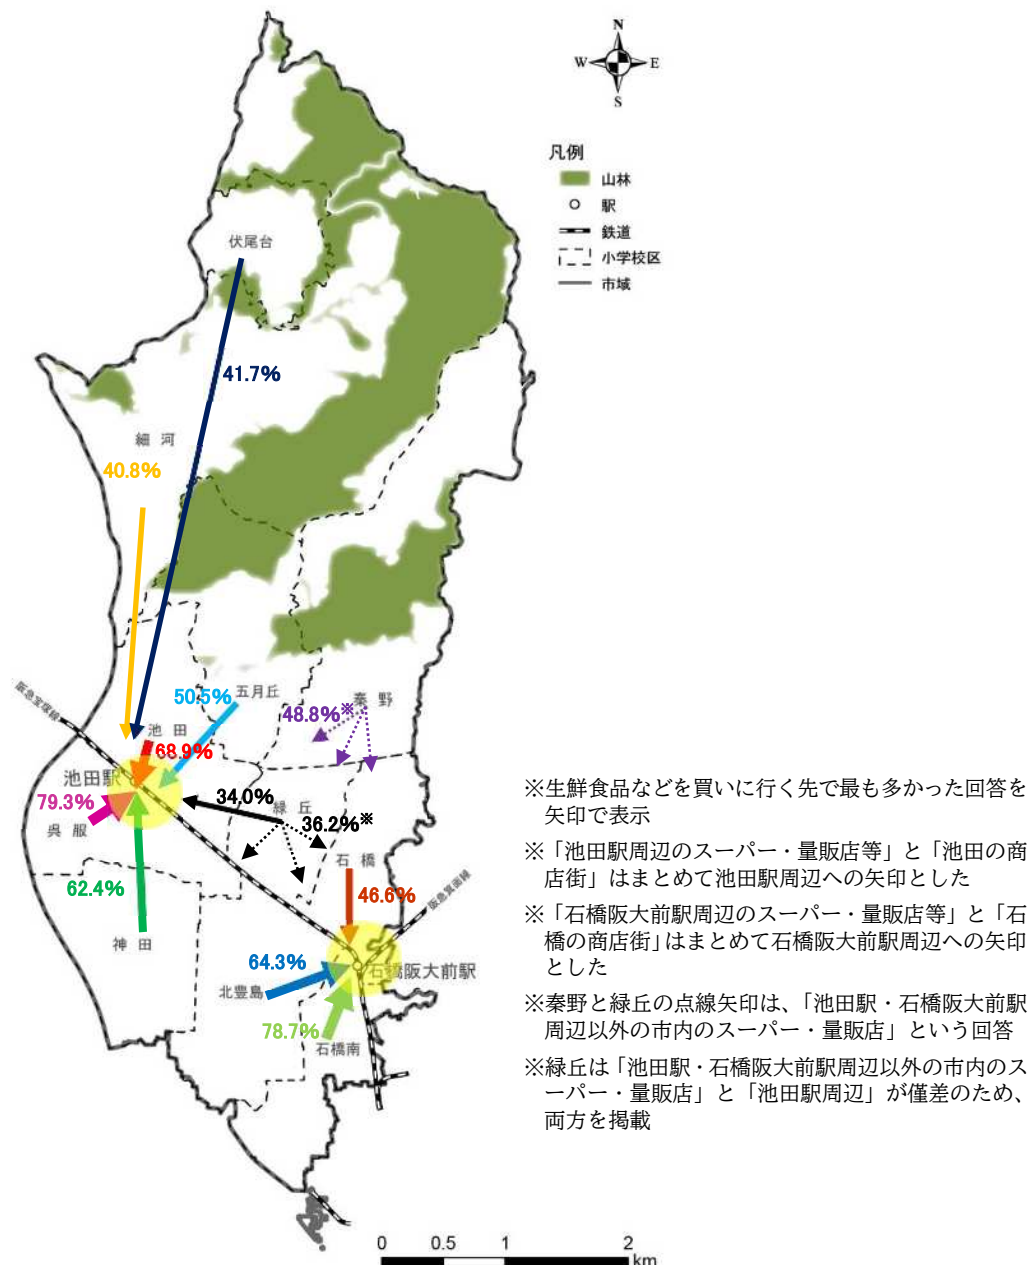 N
W
E
S
凡例
山林
駅
鉄道
小学校区
市域
伏尾台
41.7%
細 河
40.8%
阪急宝塚線
50.5%
五月丘
秦 野
48.8%※
池 田
68.9%
池田駅
79.3%
呉 服
34.0%
緑 丘
36.2%※
石 橋
62.4%
46.6%
阪急箕面線
神 田
64.3%
石橋阪大前駅
北豊島
78.7%
石橋南
※生鮮食品などを買いに行く先で最も多かった回答を
矢印で表示
※「池田駅周辺のスーパー・量販店等」と「池田の商
店街」はまとめて池田駅周辺への矢印とした
※「石橋阪大前駅周辺のスーパー・量販店等」と「石
橋の商店街」はまとめて石橋阪大前駅周辺への矢印
とした
※秦野と緑丘の点線矢印は、「池田駅・石橋阪大前駅
周辺以外の市内のスーパー・量販店」という回答
※緑丘は「池田駅・石橋阪大前駅周辺以外の市内のス
ーパー・量販店」と「池田駅周辺」が僅差のため、
両方を掲載
0 0.5 1 2
km